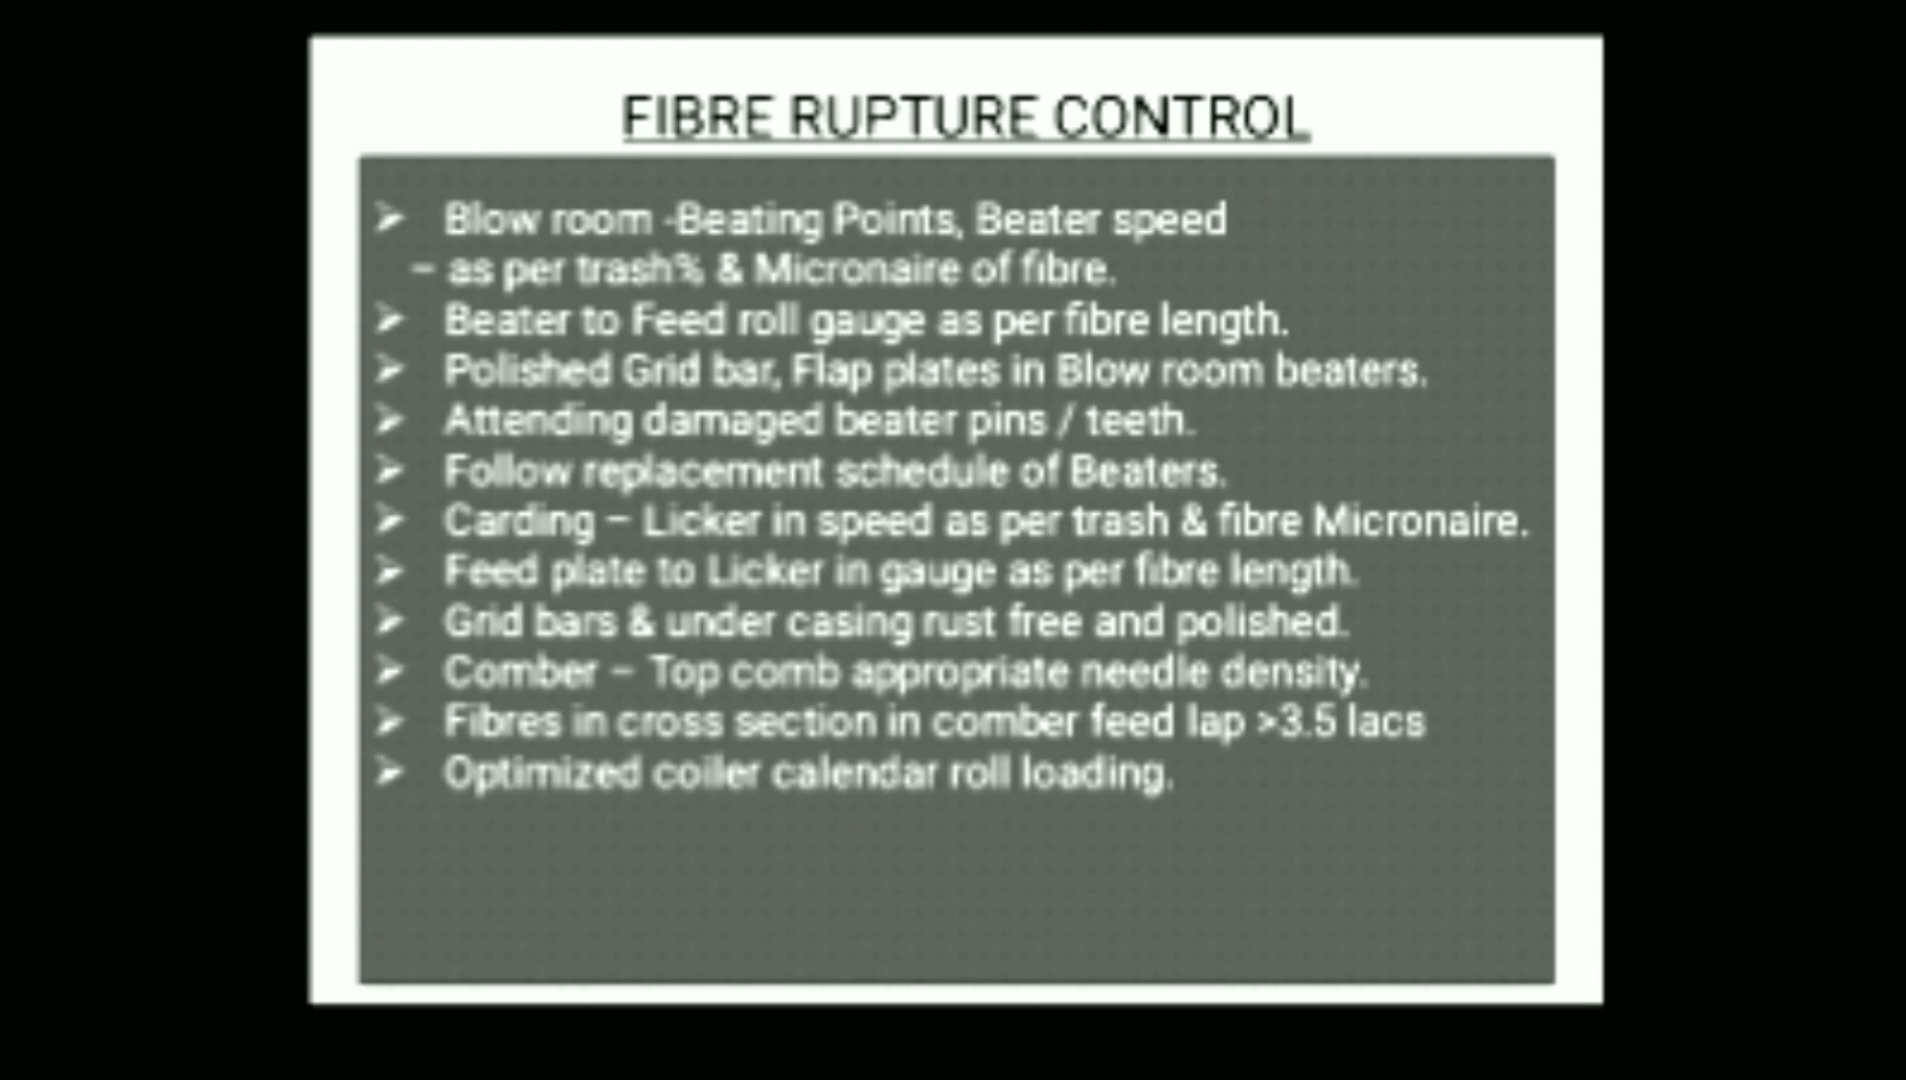 FIBRE RUPTURE CONTROL
➢ Blow room -Beating Points, Beater speed
– as per trash% & Micronaire of fibre.
➢ Beater to Feed roll gauge as per fibre length.
➢ Polished Grid bar, Flap plates in Blow room beaters.
➢ Attending damaged beater pins / teeth.
➢ Follow replacement schedule of Beaters.
➢ Carding – Licker in speed as per trash & fibre Micronaire.
➢ Feed plate to Licker in gauge as per fibre length.
➢ Grid bars & under casing rust free and polished.
➢ Comber – Top comb appropriate needle density.
➢ Fibres in cross section in comber feed lap >3.5 lacs
➢ Optimized coiler calendar roll loading.